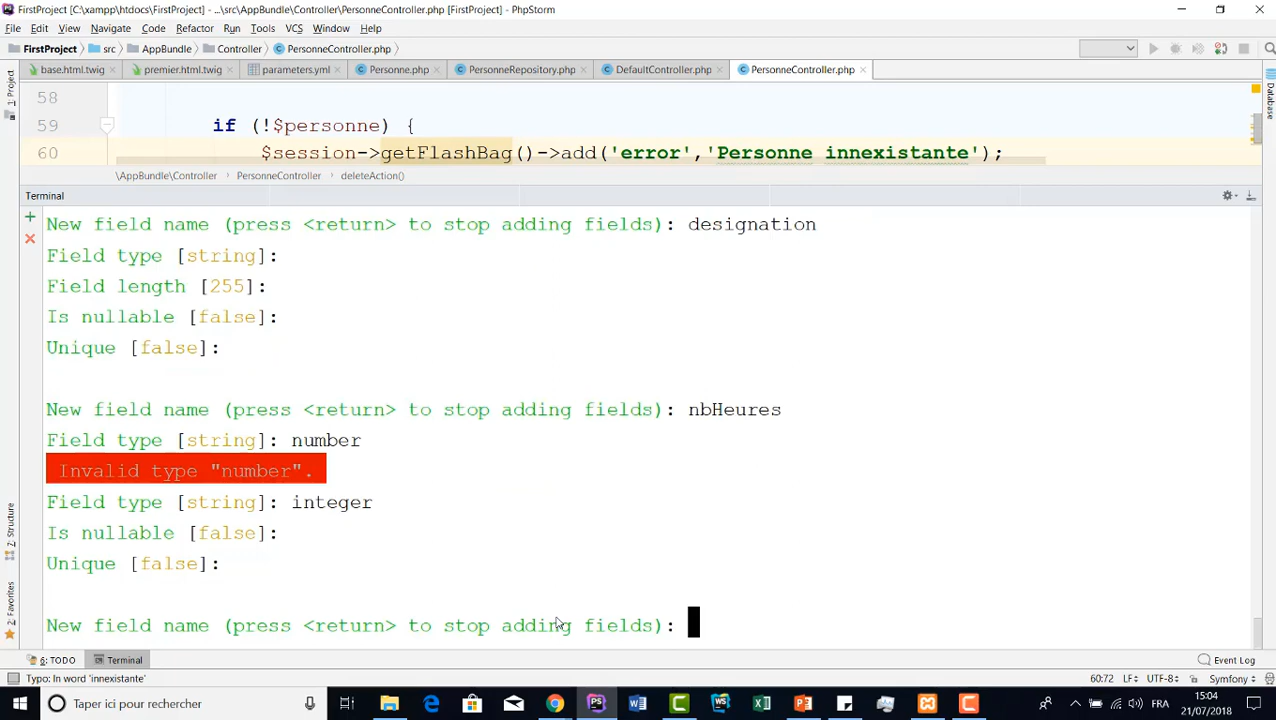 FirstProject [C:\xampp\htdocs\FirstProject] - ...\src\AppBundle\Controller\PersonneController.php [FirstProject] - PhpStorm
File Edit View Navigate Code Refactor Run Tools VCS Window Help
FirstProject src AppBundle Controller PersonneController.php
base.html.twig premier.html.twig parameters.yml Personne.php PersonneRepository.php DefaultController.php PersonneController.php
58
59 if (!$personne) {
60 $session->getFlashBag()->add('error','Personne innexistante');
\AppBundle\Controller PersonneController deleteAction()
Terminal
New field name (press <return> to stop adding fields): designation
Field type [string]:
Field length [255]:
Is nullable [false]:
Unique [false]:
New field name (press <return> to stop adding fields): nbHeures
Field type [string]: number
Invalid type "number".
Field type [string]: integer
Is nullable [false]:
Unique [false]:
New field name (press <return> to stop adding fields):
1: Project
Database
7: Structure
2: Favorites
6: TODO Terminal Event Log
Typo: In word 'innexistante' 60:72 LF÷ UTF-8÷ Symfony÷
Taper ici pour rechercher FRA 15:04
21/07/2018